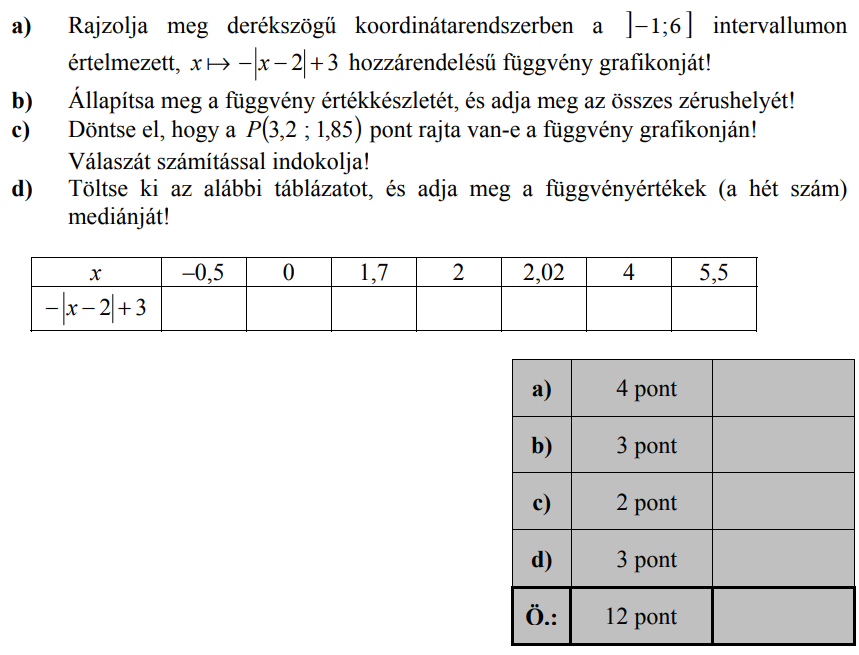 a) Rajzolja meg derékszögű koordinátarendszerben a ]−1;6] intervallumon
értelmezett, x ↦ −|x − 2| + 3 hozzárendelésű függvény grafikonját!
b) Állapítsa meg a függvény értékkészletét, és adja meg az összes zérushelyét!
c) Döntse el, hogy a P(3,2 ; 1,85) pont rajta van-e a függvény grafikonján!
Válaszát számítással indokolja!
d) Töltse ki az alábbi táblázatot, és adja meg a függvényértékek (a hét szám)
mediánját!
x –0,5 0 1,7 2 2,02 4 5,5
−|x − 2| + 3
a) 4 pont
b) 3 pont
c) 2 pont
d) 3 pont
Ö.: 12 pont